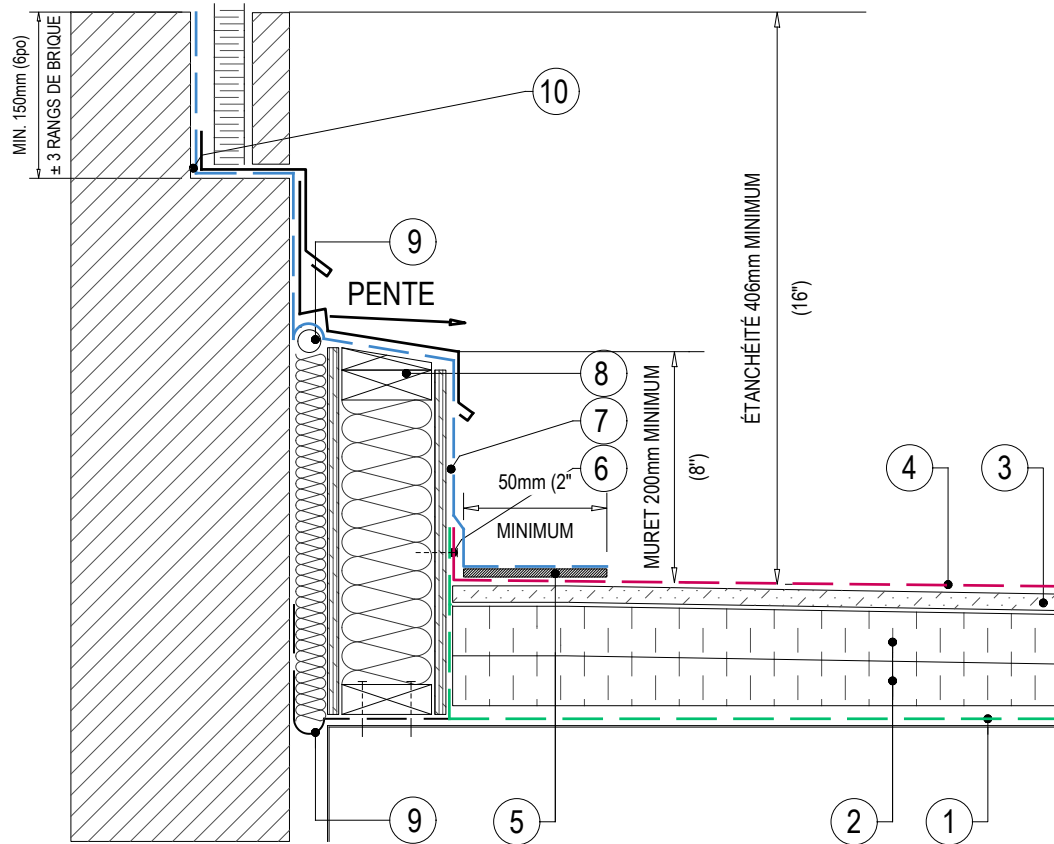 MIN. 150mm (6po)
± 3 RANGS DE BRIQUE
10
9
PENTE
ÉTANCHÉITÉ 406mm MINIMUM
(16")
8
7
MURET 200mm MINIMUM
(8")
6
50mm (2"
MINIMUM
4
3
9
5
2
1